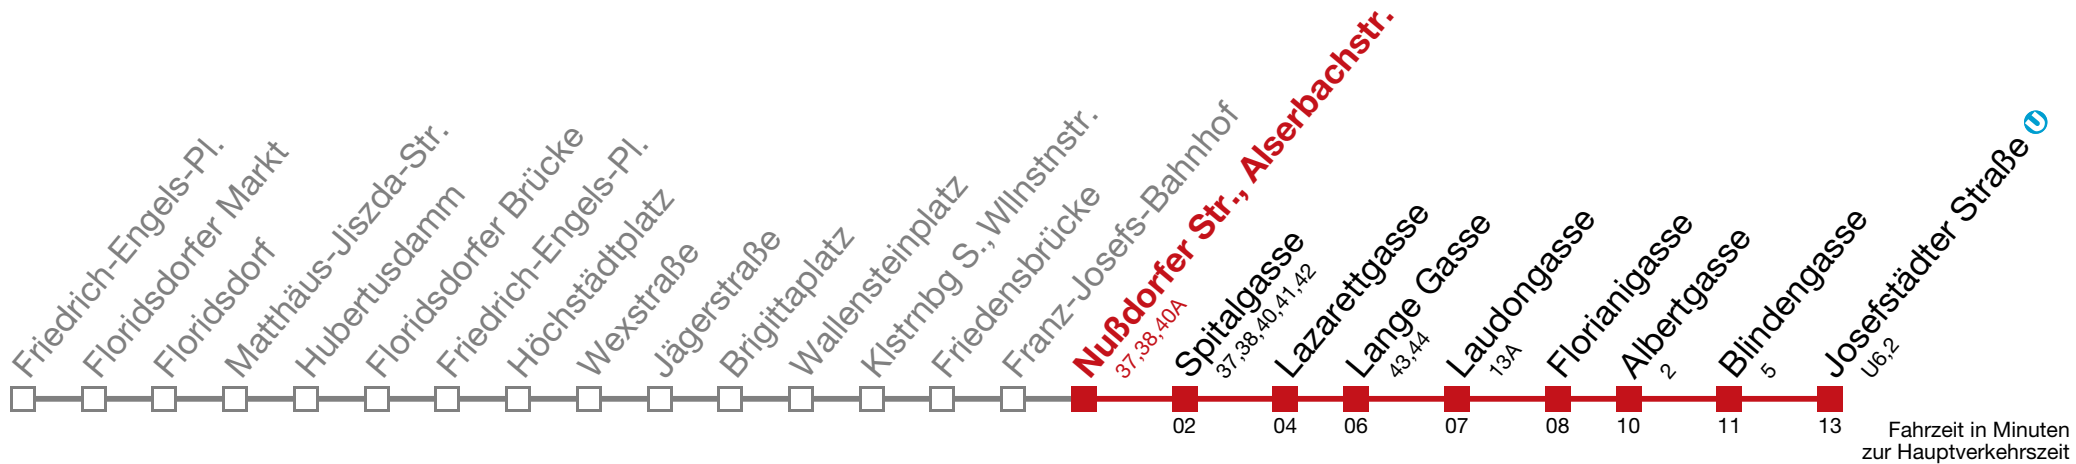 Friedrich-Engels-Pl.
Floridsdorfer Markt
Floridsdorf
Matthäus-Jiszda-Str.
Hubertusdamm
Floridsdorfer Brücke
Friedrich-Engels-Pl.
Höchstädtplatz
Wexstraße
Jägerstraße
Brigittaplatz
Wallensteinplatz
Klstrnbg S., Wllnstnstr.
Friedensbrücke
Franz-Josefs-Bahnhof
Nußdorfer Str., Alserbachstr.
37,38,40A
Spitalgasse
37,38,40,41,42
Lazarettgasse
Lange Gasse
43,44
Laudongasse
13A
Florianigasse
Albertgasse
2
Blindengasse
5
Josefstädter Straße U
U6,2
02 04 06 07 08 10 11 13
Fahrzeit in Minuten
zur Hauptverkehrszeit